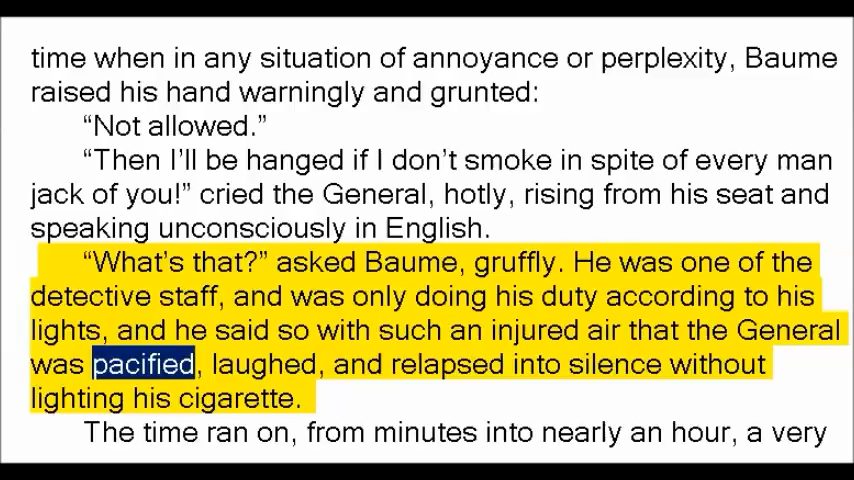 time when in any situation of annoyance or perplexity, Baume
raised his hand warningly and grunted:
“Not allowed.”
“Then I’ll be hanged if I don’t smoke in spite of every man
jack of you!” cried the General, hotly, rising from his seat and
speaking unconsciously in English.
“What’s that?” asked Baume, gruffly. He was one of the
detective staff, and was only doing his duty according to his
lights, and he said so with such an injured air that the General
was pacified, laughed, and relapsed into silence without
lighting his cigarette.
The time ran on, from minutes into nearly an hour, a very